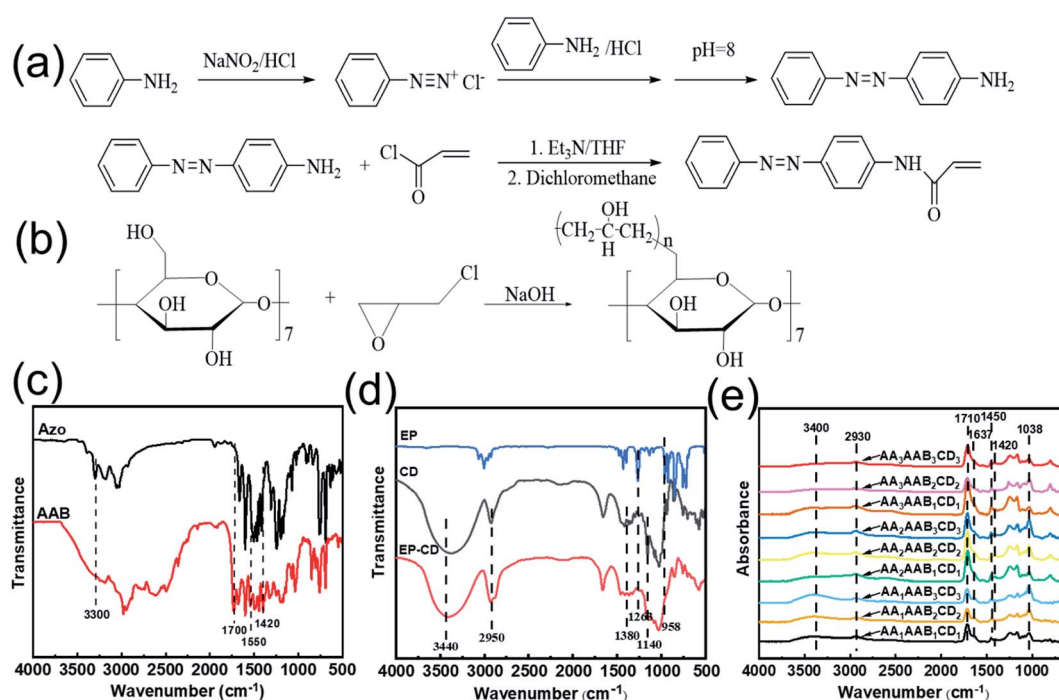 (a)
NH₂
NaNO₂/HCl
N≡N⁺ Cl⁻
NH₂ /HCl
pH=8
N=N
NH₂
N=N
NH₂
+
Cl
O
1. Et₃N/THF
2. Dichloromethane
N=N
NH
O
(b)
HO
O
OH
OH
O
7
+
Cl
O
NaOH
OH
(CH₂-C-CH₂)n
H
O
OH
OH
O
7
(c)
Azo
AAB
3300
1700
1550
1420
Transmittance
4000 3500 3000 2500 2000 1500 1000 500
Wavenumber (cm⁻¹)
(d)
EP
CD
EP-CD
3440
2950
1380
1140
958
Transmittance
4000 3500 3000 2500 2000 1500 1000 500
Wavenumber (cm⁻¹)
(e)
3400
2930
1710
1637
1450
1420
1038
AA₃AAB₃CD₃
AA₃AAB₂CD₂
AA₃AAB₁CD₁
AA₂AAB₃CD₃
AA₂AAB₂CD₂
AA₂AAB₁CD₁
AA₁AAB₃CD₃
AA₁AAB₂CD₂
AA₁AAB₁CD₁
Absorbance
4000 3500 3000 2500 2000 1500 1000
Wavenumber (cm⁻¹)